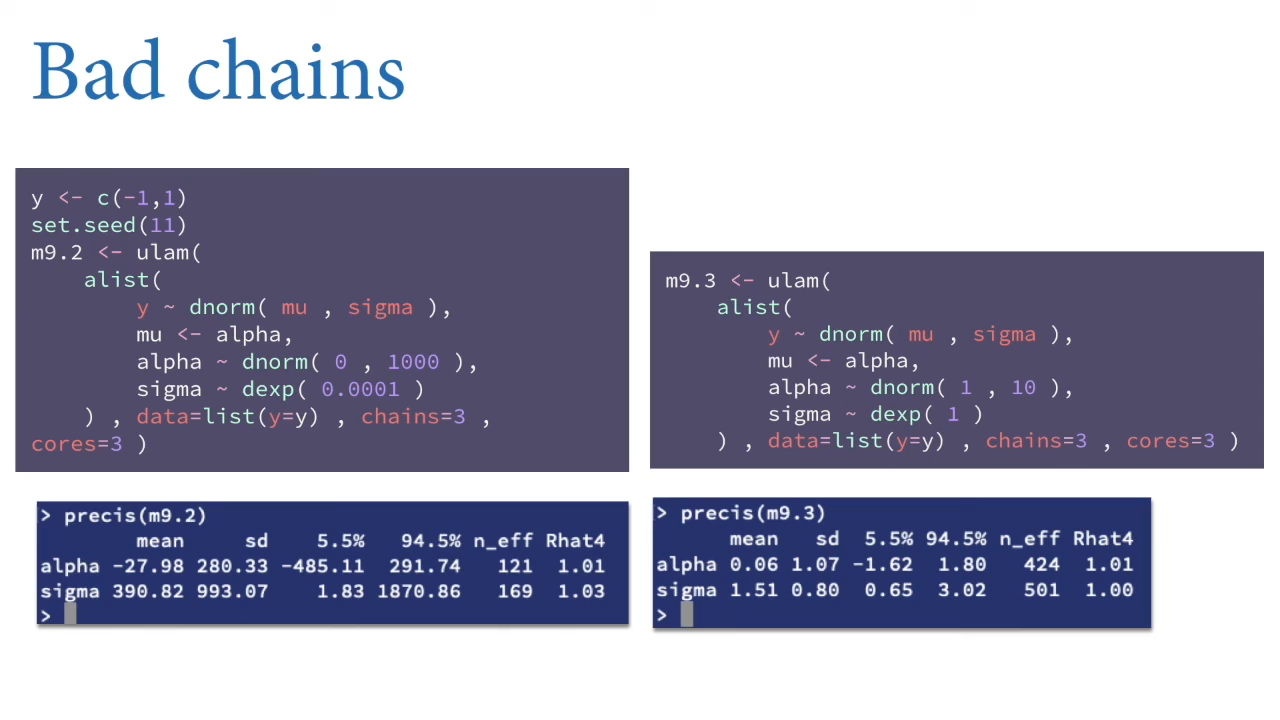 Bad chains
y <- c(-1,1)
set.seed(11)
m9.2 <- ulam(
    alist(
        y ~ dnorm( mu , sigma ),
        mu <- alpha,
        alpha ~ dnorm( 0 , 1000 ),
        sigma ~ dexp( 0.0001 )
    ) , data=list(y=y) , chains=3 ,
cores=3 )
> precis(m9.2)
        mean     sd    5.5%   94.5% n_eff Rhat4
alpha -27.98 280.33 -485.11  291.74   121  1.01
sigma 390.82 993.07    1.83 1870.86   169  1.03
>
m9.3 <- ulam(
    alist(
        y ~ dnorm( mu , sigma ),
        mu <- alpha,
        alpha ~ dnorm( 1 , 10 ),
        sigma ~ dexp( 1 )
    ) , data=list(y=y) , chains=3 , cores=3 )
> precis(m9.3)
      mean   sd  5.5% 94.5% n_eff Rhat4
alpha 0.06 1.07 -1.62  1.80   424  1.01
sigma 1.51 0.80  0.65  3.02   501  1.00
>